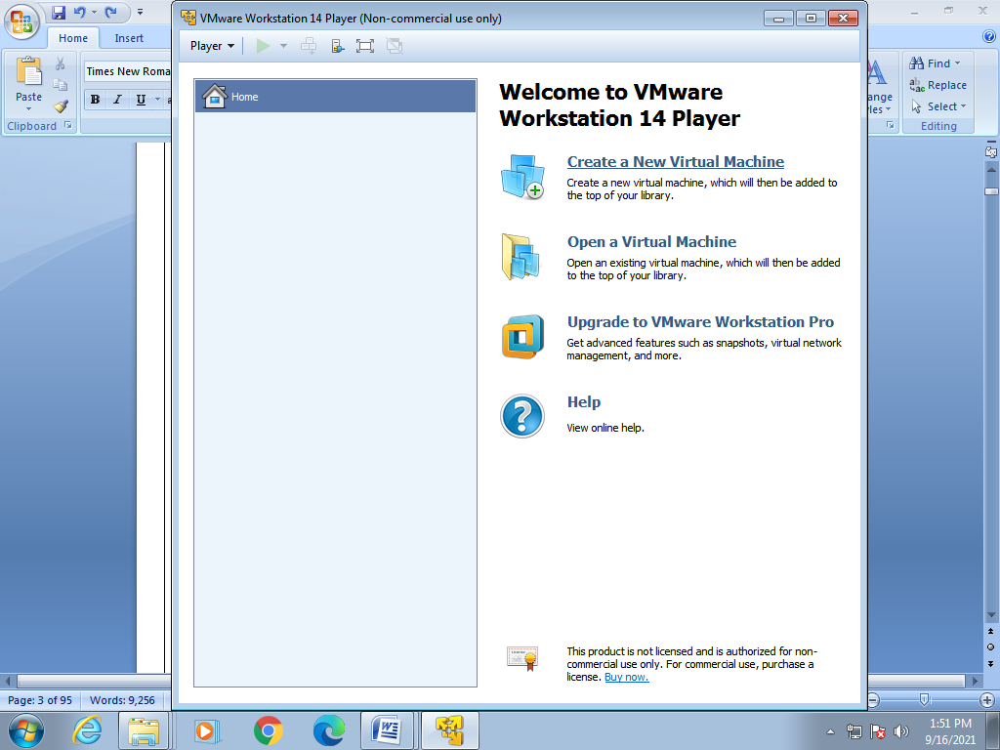 VMware Workstation 14 Player (Non-commercial use only)
Player
Home
Welcome to VMware
Workstation 14 Player
Create a New Virtual Machine
Create a new virtual machine, which will then be added to
the top of your library.
Open a Virtual Machine
Open an existing virtual machine, which will then be added
to the top of your library.
Upgrade to VMware Workstation Pro
Get advanced features such as snapshots, virtual network
management, and more.
Help
View online help.
This product is not licensed and is authorized for non-
commercial use only. For commercial use, purchase a
license. Buy now.
Home Insert
Times New Roma
Paste
B I U
Clipboard
Find
Replace
Select
Editing
ange
les
Page: 3 of 95 Words: 9,256
1:51 PM
9/16/2021